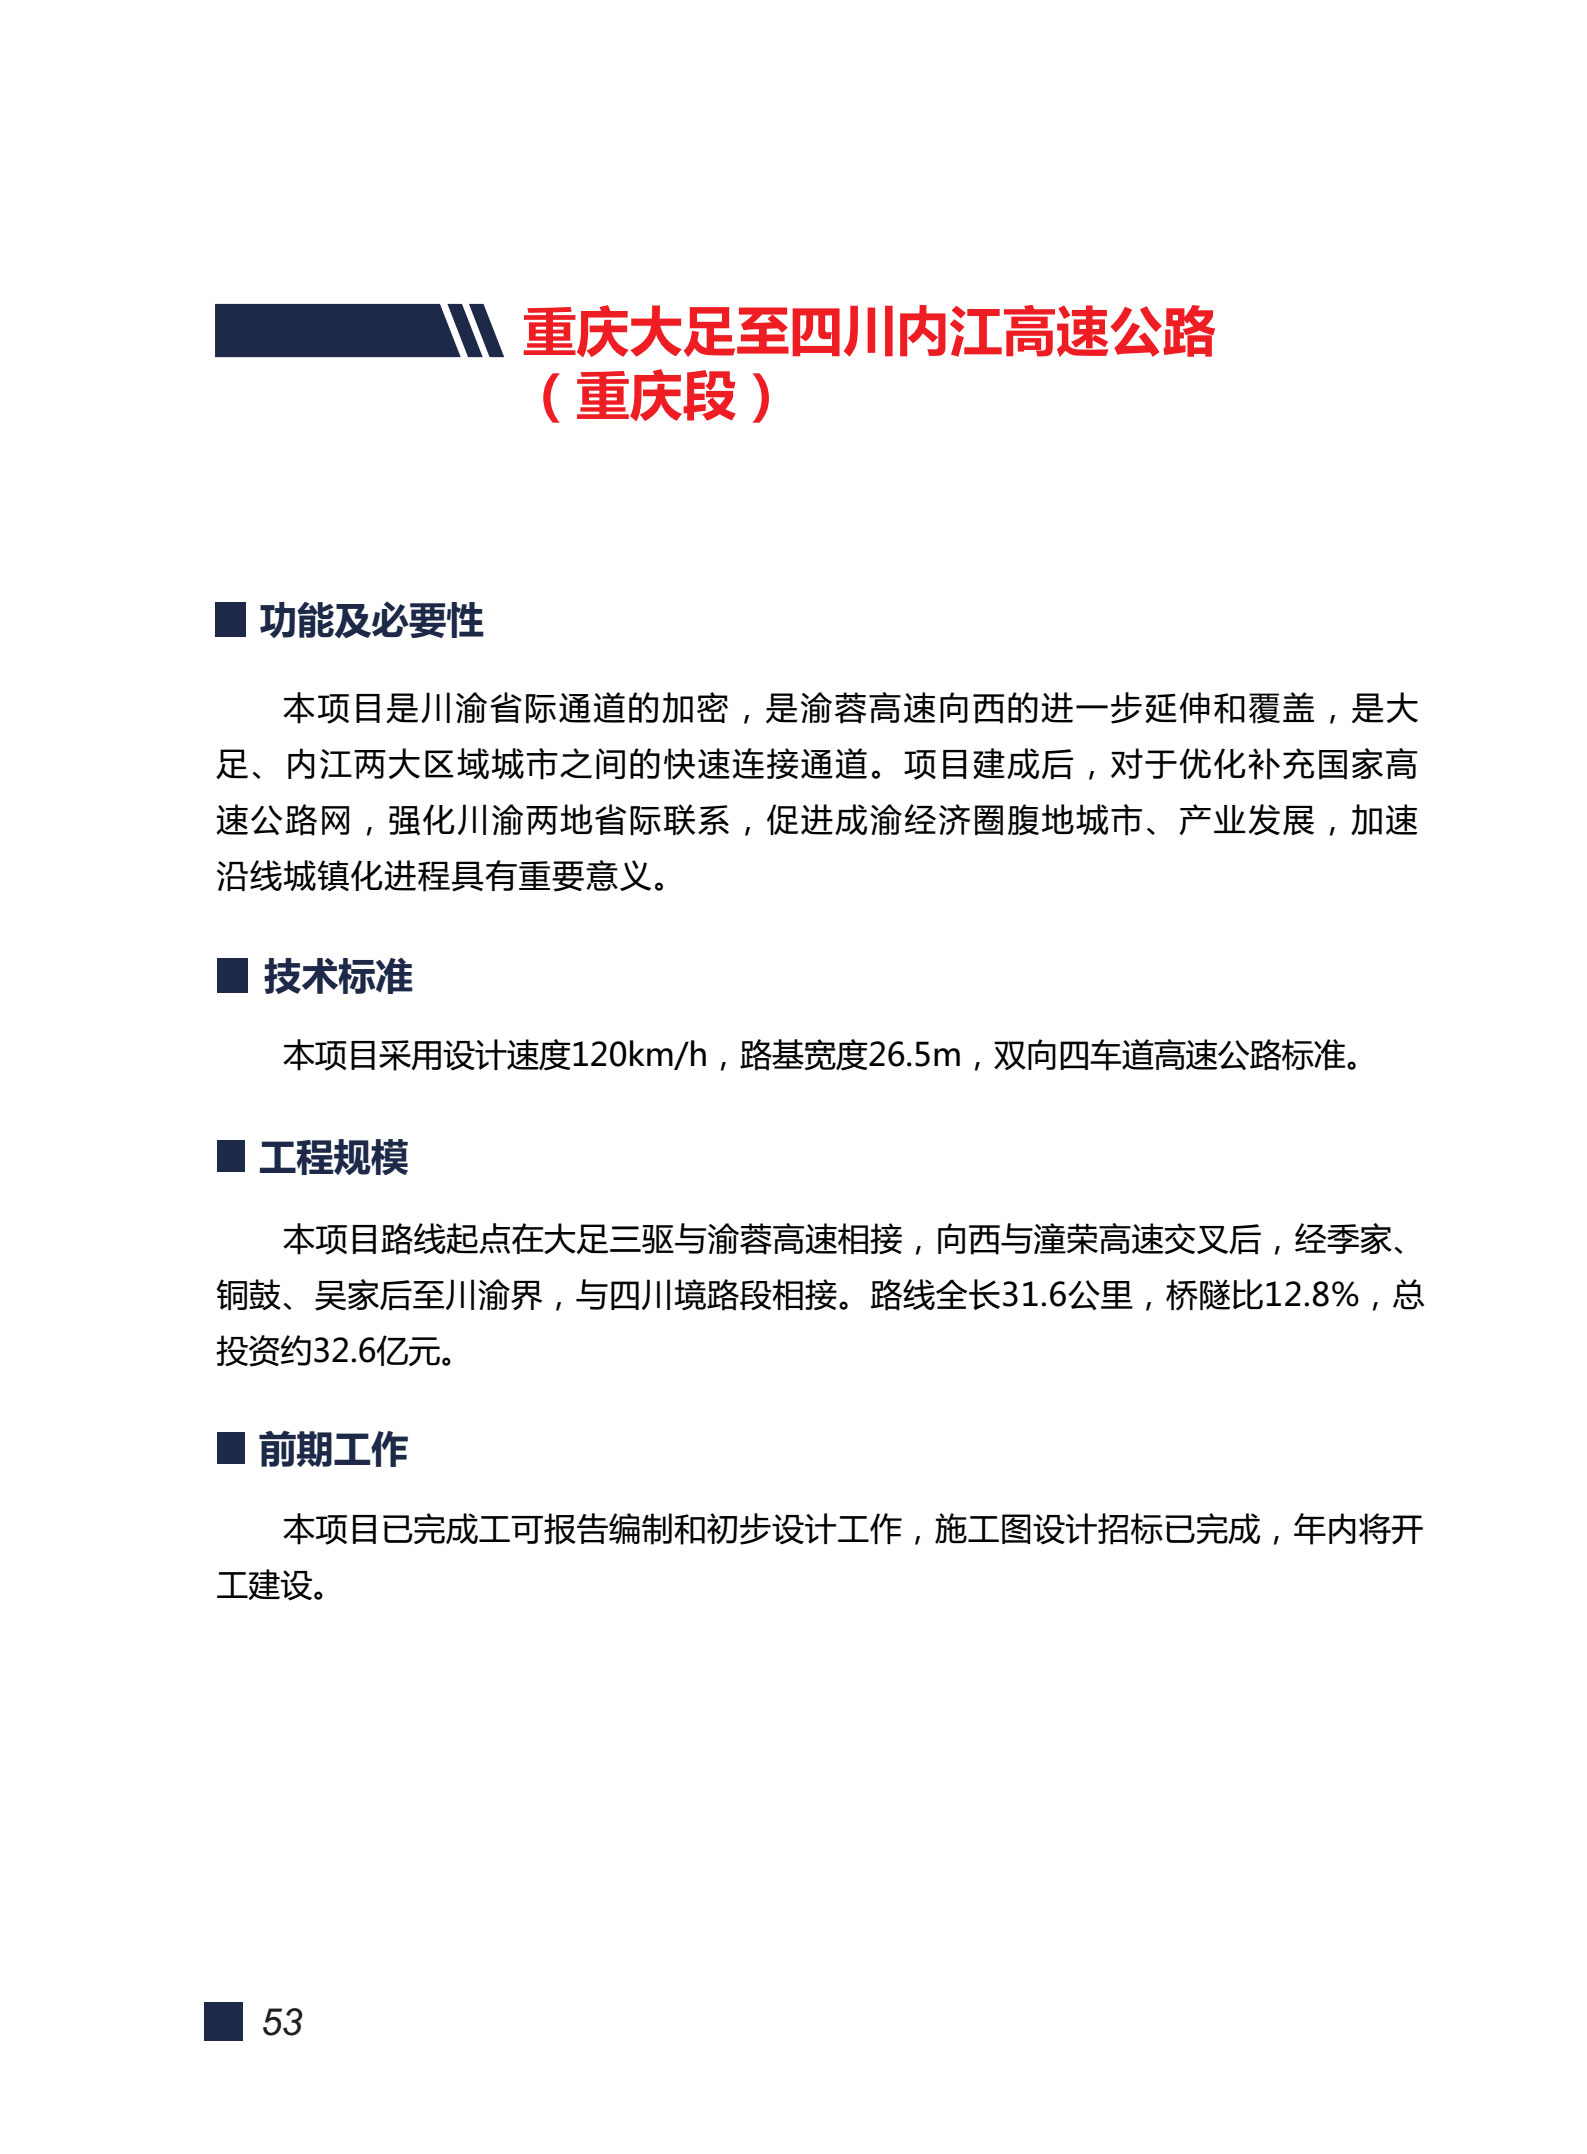 重庆大足至四川内江高速公路
（重庆段）
功能及必要性
本项目是川渝省际通道的加密，是渝蓉高速向西的进一步延伸和覆盖，是大
足、内江两大区域城市之间的快速连接通道。项目建成后，对于优化补充国家高
速公路网，强化川渝两地省际联系，促进成渝经济圈腹地城市、产业发展，加速
沿线城镇化进程具有重要意义。
技术标准
本项目采用设计速度120km/h，路基宽度26.5m，双向四车道高速公路标准。
工程规模
本项目路线起点在大足三驱与渝蓉高速相接，向西与潼荣高速交叉后，经季家、
铜鼓、吴家后至川渝界，与四川境路段相接。路线全长31.6公里，桥隧比12.8%，总
投资约32.6亿元。
前期工作
本项目已完成工可报告编制和初步设计工作，施工图设计招标已完成，年内将开
工建设。
53